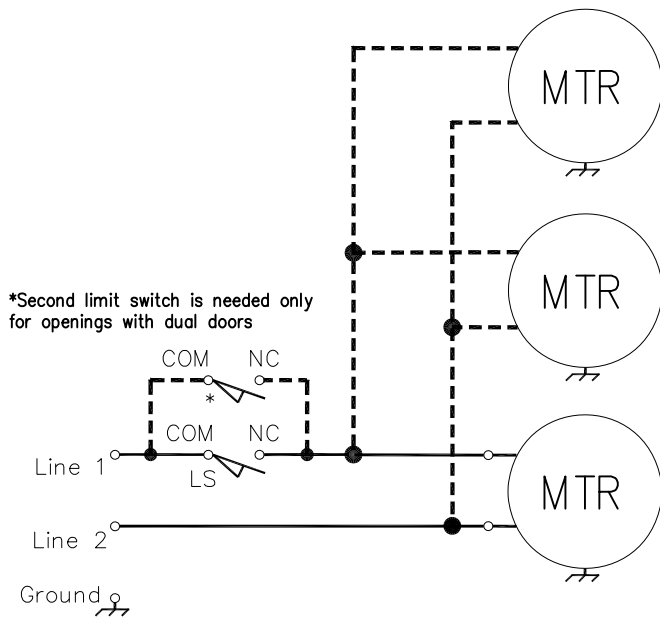 MTR
MTR
*Second limit switch is needed only
for openings with dual doors
COM NC
*
COM NC
Line 1
LS
MTR
Line 2
Ground